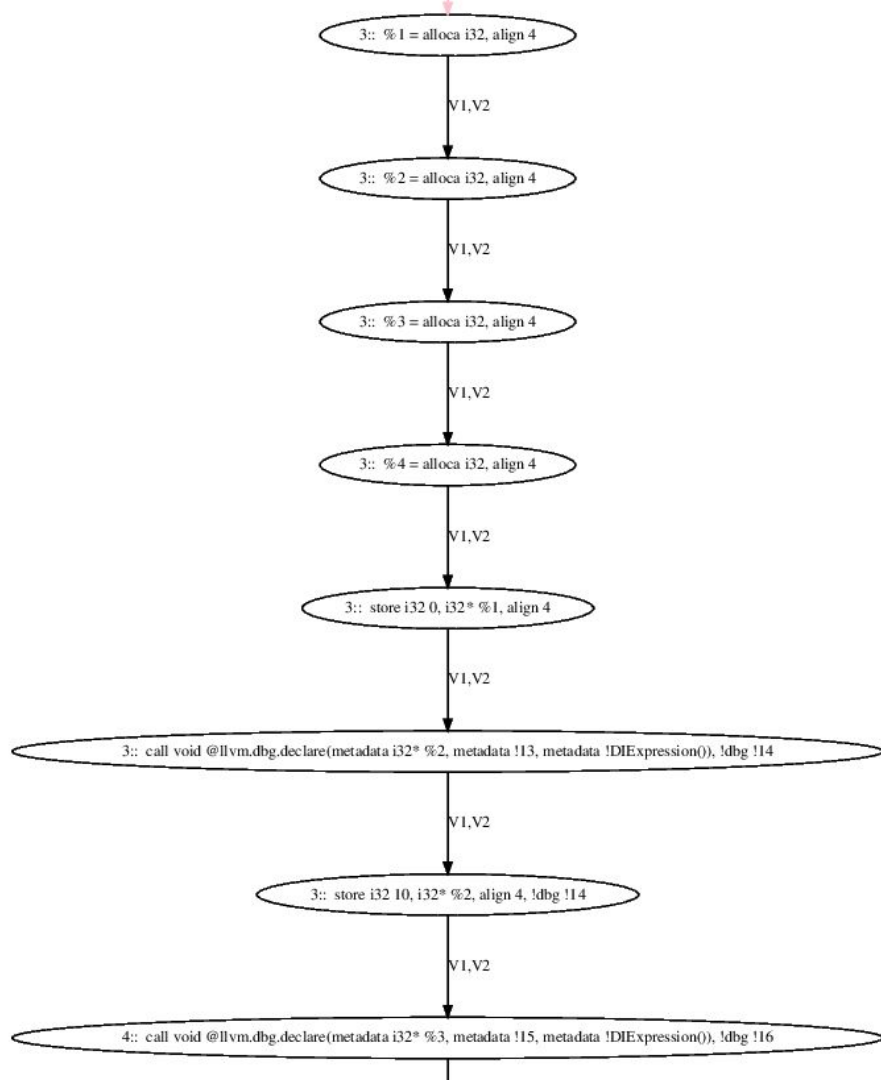 3:: %1 = alloca i32, align 4
V1,V2
3:: %2 = alloca i32, align 4
V1,V2
3:: %3 = alloca i32, align 4
V1,V2
3:: %4 = alloca i32, align 4
V1,V2
3:: store i32 0, i32* %1, align 4
V1,V2
3:: call void @llvm.dbg.declare(metadata i32* %2, metadata !13, metadata !DIExpression()), !dbg !14
V1,V2
3:: store i32 10, i32* %2, align 4, !dbg !14
V1,V2
4:: call void @llvm.dbg.declare(metadata i32* %3, metadata !15, metadata !DIExpression()), !dbg !16